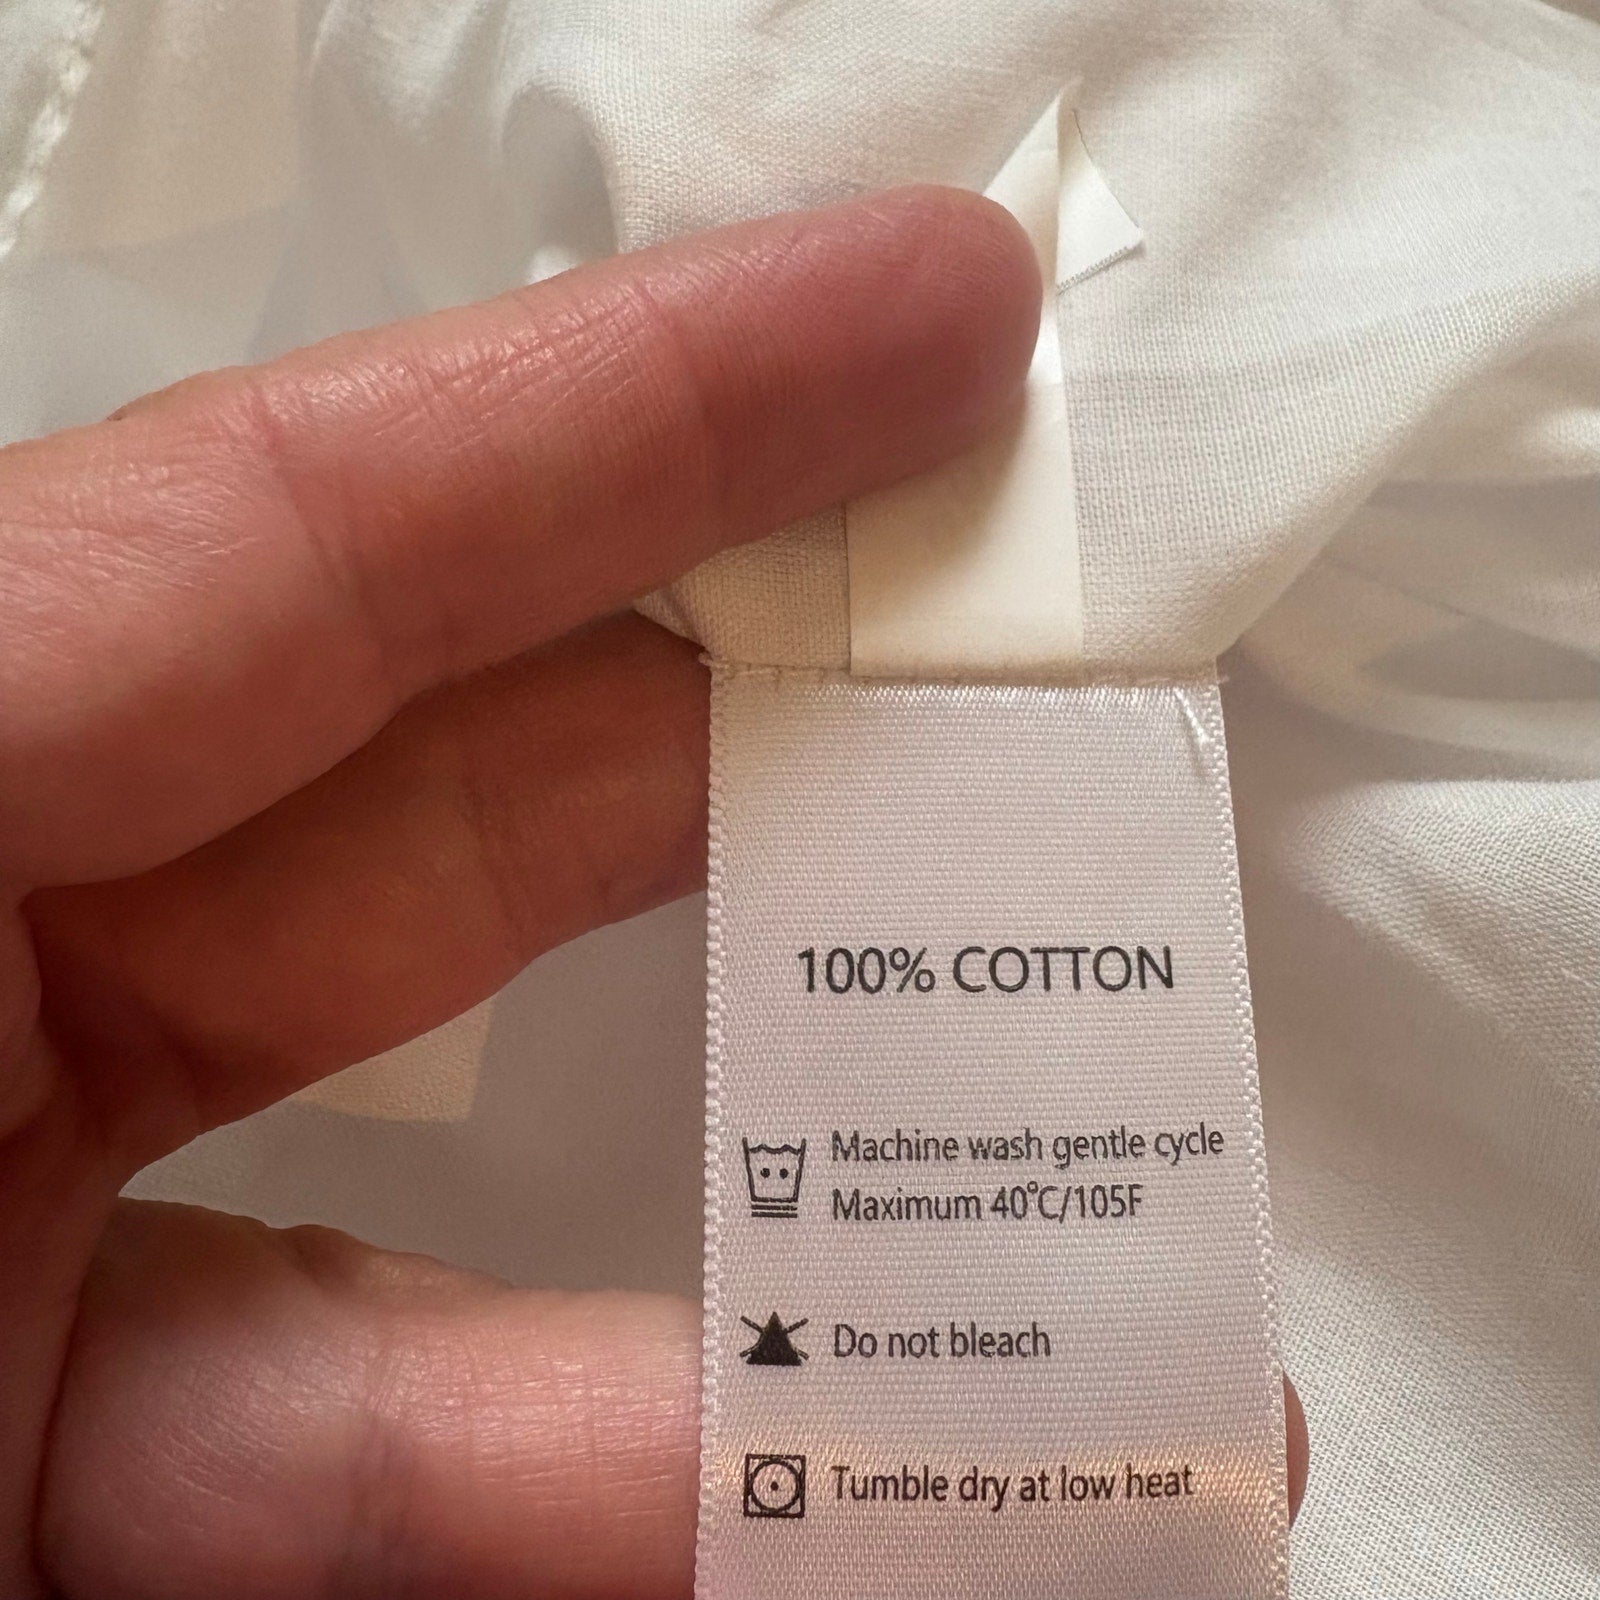 100% COTTON
Machine wash gentle cycle
Maximum 40°C/105F
Do not bleach
Tumble dry at low heat